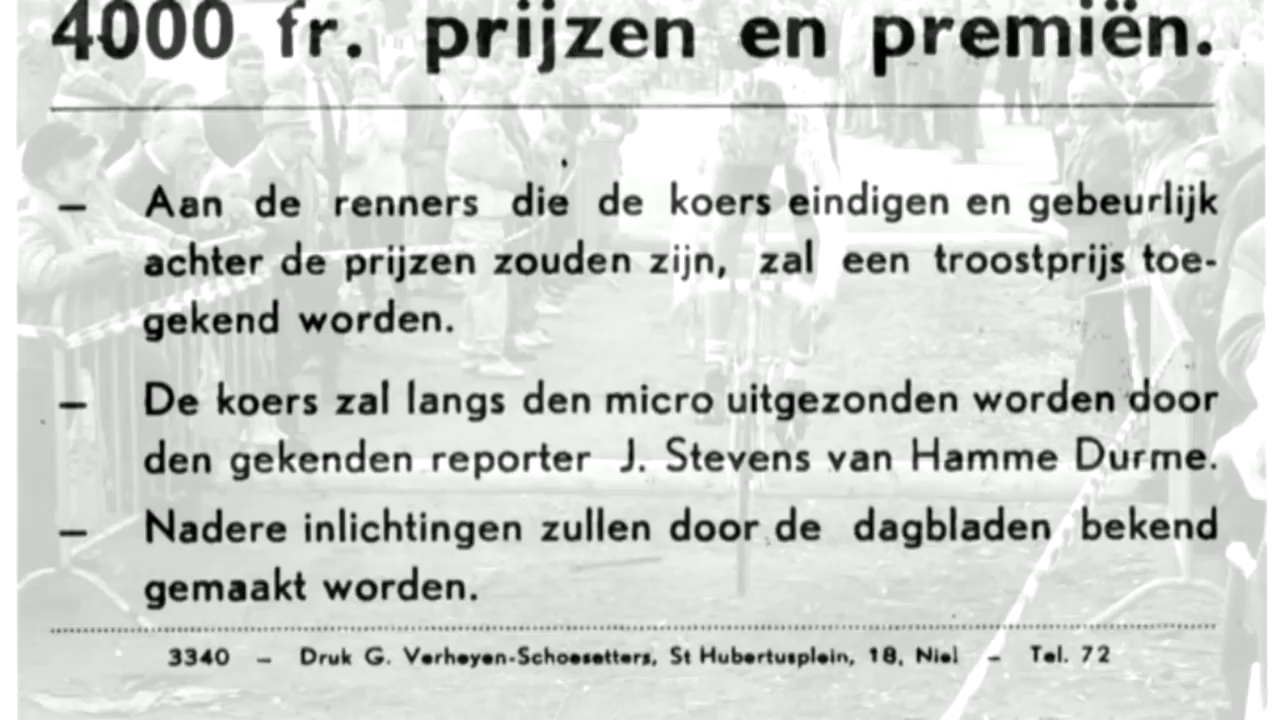 4000 fr. prijzen en premiën.
— Aan de renners die de koers eindigen en gebeurlijk
achter de prijzen zouden zijn, zal een troostprijs toe-
gekend worden.
— De koers zal langs den micro uitgezonden worden door
den gekenden reporter J. Stevens van Hamme Durme.
— Nadere inlichtingen zullen door de dagbladen bekend
gemaakt worden.
3340 — Druk G. Verheyen-Schoesetters, St Hubertusplein, 18, Niel — Tel. 72